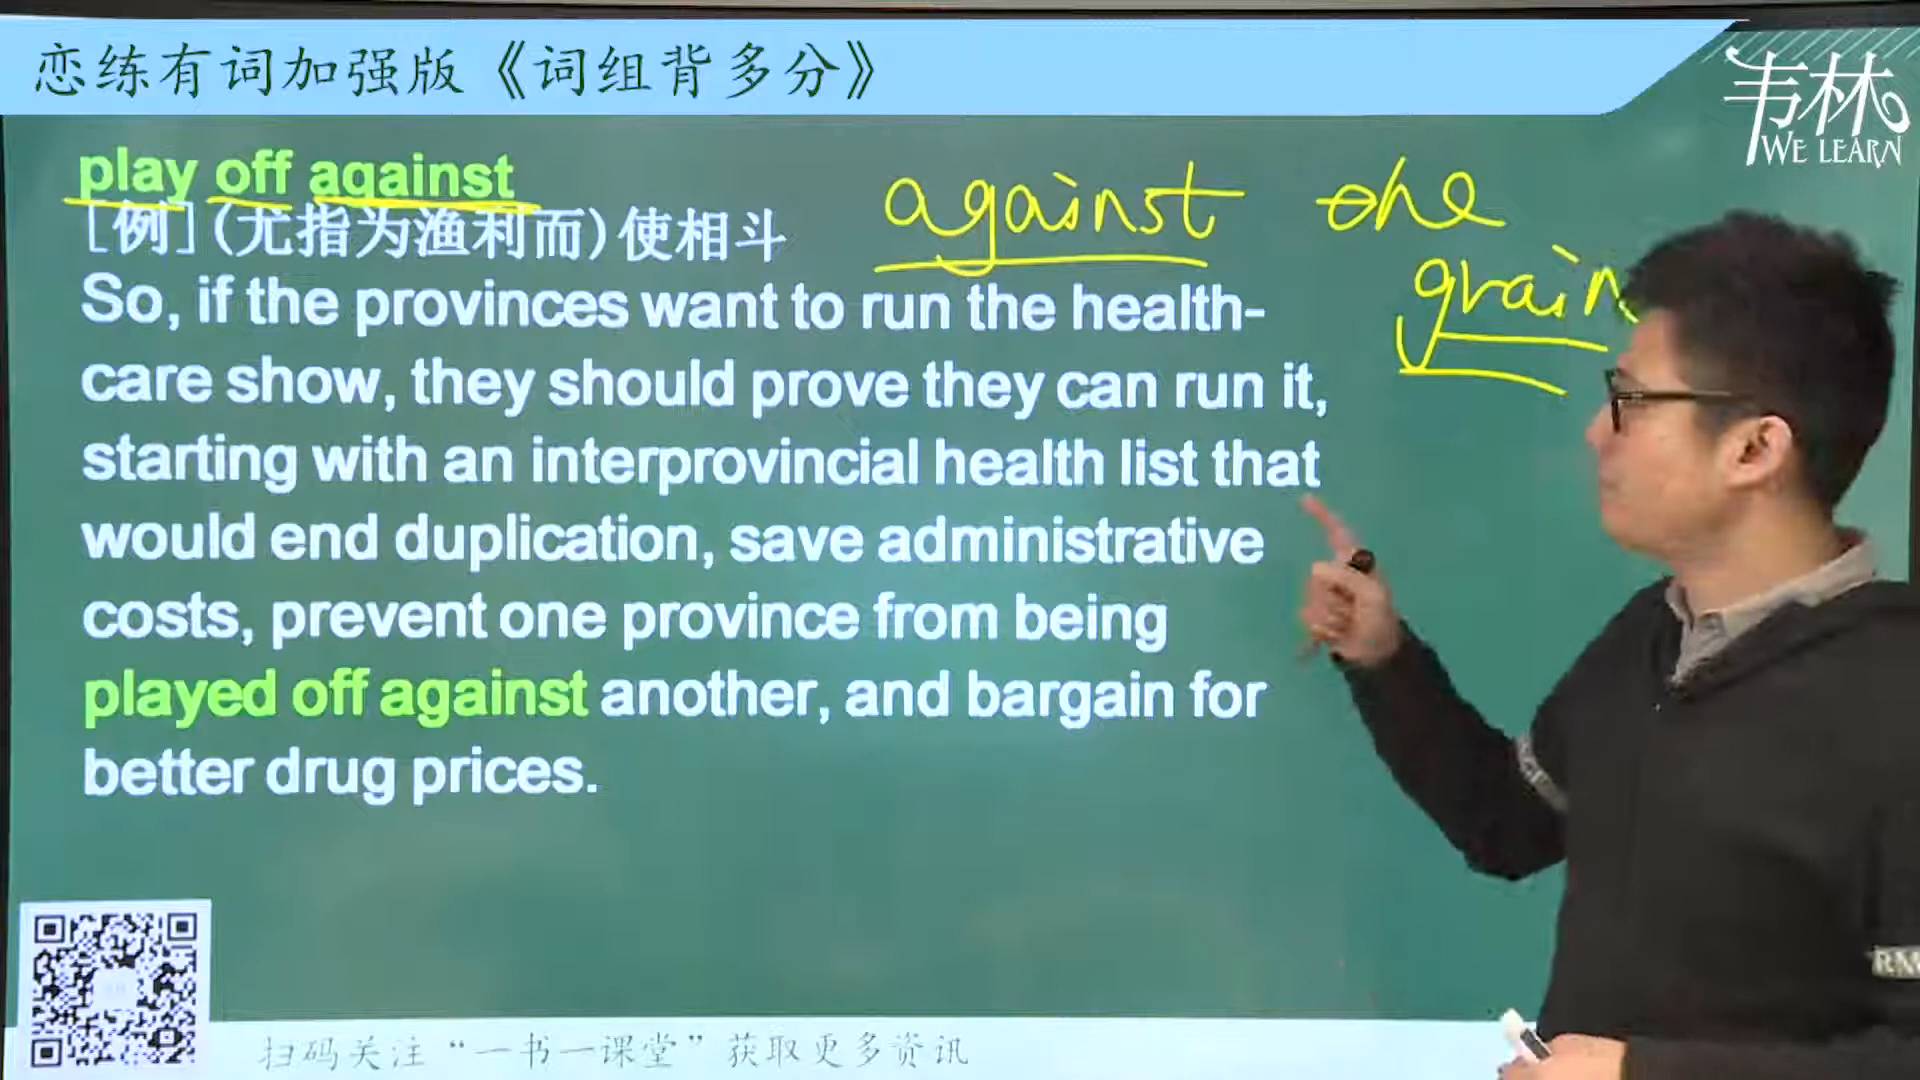 恋练有词加强版《词组背多分》
韦林
WE LEARN
play off against
[例](尤指为渔利而)使相斗
against the
grain
So, if the provinces want to run the health-
care show, they should prove they can run it,
starting with an interprovincial health list that
would end duplication, save administrative
costs, prevent one province from being
played off against another, and bargain for
better drug prices.
扫码关注“一书一课堂”获取更多资讯